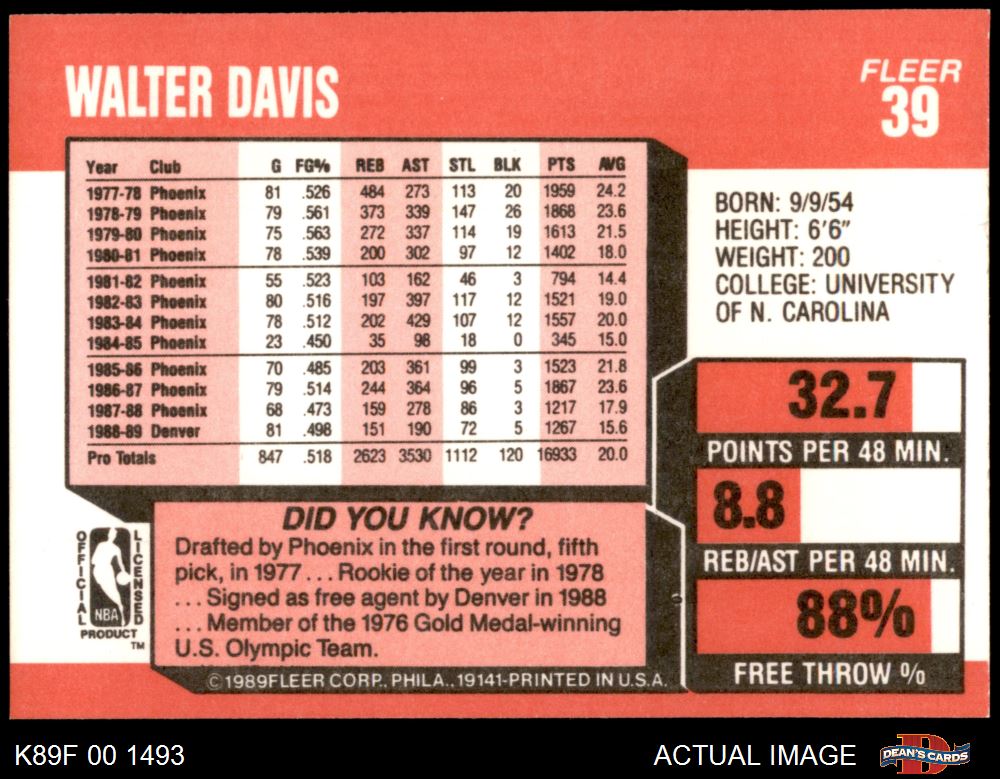 WALTER DAVIS
FLEER
39
Year Club G FG% REB AST STL BLK PTS AVG
1977-78 Phoenix 81 .526 484 273 113 20 1959 24.2
1978-79 Phoenix 79 .561 373 339 147 26 1868 23.6
1979-80 Phoenix 75 .563 272 337 114 19 1613 21.5
1980-81 Phoenix 78 .539 200 302 97 12 1402 18.0
1981-82 Phoenix 55 .523 103 162 46 3 794 14.4
1982-83 Phoenix 80 .516 197 397 117 12 1521 19.0
1983-84 Phoenix 78 .512 202 429 107 12 1557 20.0
1984-85 Phoenix 23 .450 35 98 18 0 345 15.0
1985-86 Phoenix 70 .485 203 361 99 3 1523 21.8
1986-87 Phoenix 79 .514 244 364 96 5 1867 23.6
1987-88 Phoenix 68 .473 159 278 86 3 1217 17.9
1988-89 Denver 81 .498 151 190 72 5 1267 15.6
Pro Totals 847 .518 2623 3530 1112 120 16933 20.0
BORN: 9/9/54
HEIGHT: 6'6"
WEIGHT: 200
COLLEGE: UNIVERSITY
OF N. CAROLINA
32.7
POINTS PER 48 MIN.
8.8
REB/AST PER 48 MIN.
88%
FREE THROW %
DID YOU KNOW?
Drafted by Phoenix in the first round, fifth
pick, in 1977 . . . Rookie of the year in 1978
. . . Signed as free agent by Denver in 1988
. . . Member of the 1976 Gold Medal-winning
U.S. Olympic Team.
OFFICIAL
LICENSED
NBA
PRODUCT
TM
©1989FLEER CORP., PHILA., 19141-PRINTED IN U.S.A.
K89F 00 1493
ACTUAL IMAGE
DEAN'S CARDS